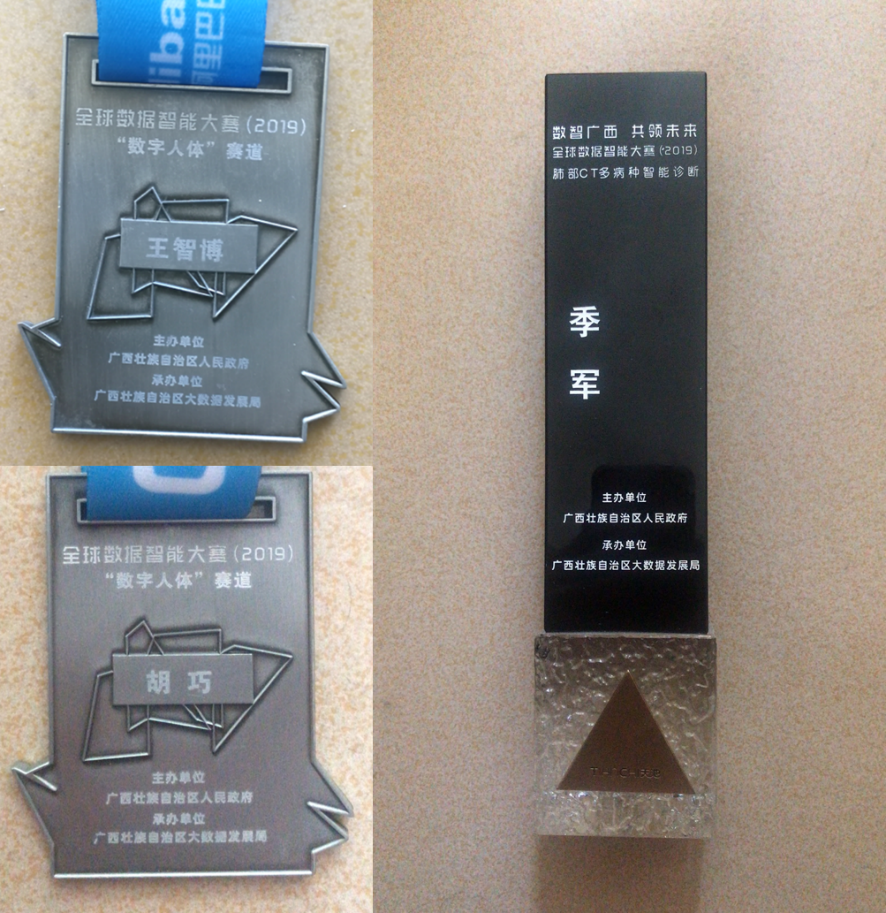 liba
阿里巴巴
全球数据智能大赛(2019)
“数字人体”赛道
王智博
主办单位
广西壮族自治区人民政府
承办单位
广西壮族自治区大数据发展局
全球数据智能大赛(2019)
“数字人体”赛道
胡巧
主办单位
广西壮族自治区人民政府
承办单位
广西壮族自治区大数据发展局
数智广西 共领未来
全球数据智能大赛(2019)
肺部CT多病种智能诊断
季
军
主办单位
广西壮族自治区人民政府
承办单位
广西壮族自治区大数据发展局